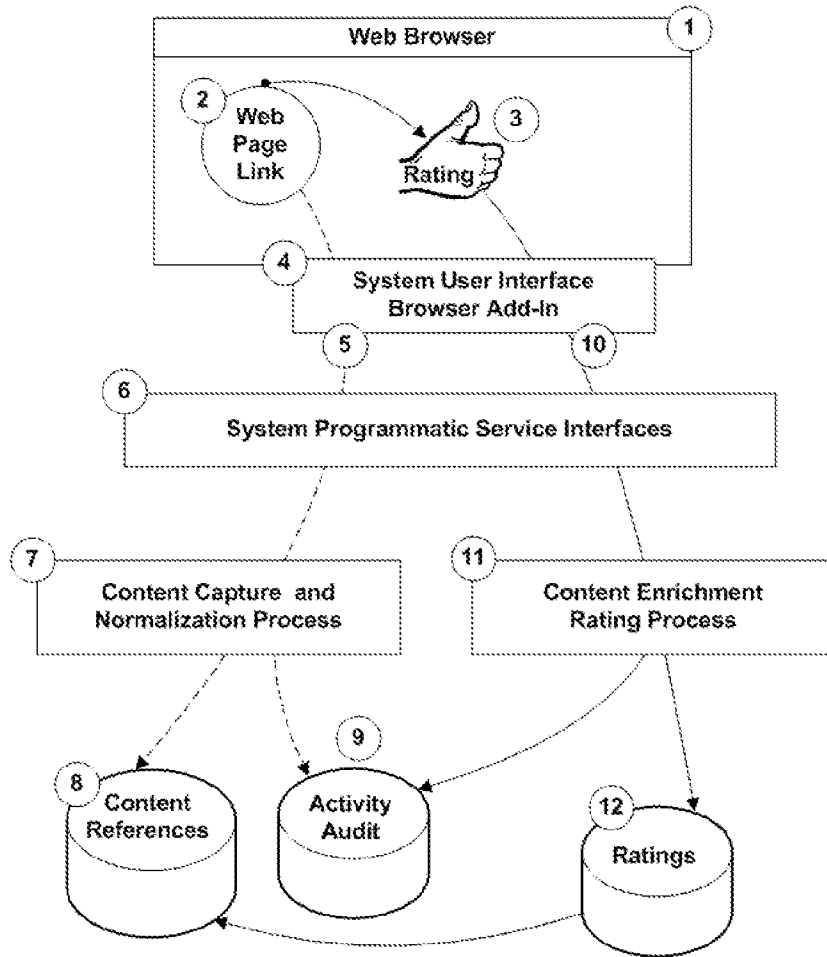 1
Web Browser
2
Web
Page
Link
3
Rating
4
System User Interface
Browser Add-In
5
10
6
System Programmatic Service Interfaces
7
Content Capture and
Normalization Process
11
Content Enrichment
Rating Process
8
Content
References
9
Activity
Audit
12
Ratings